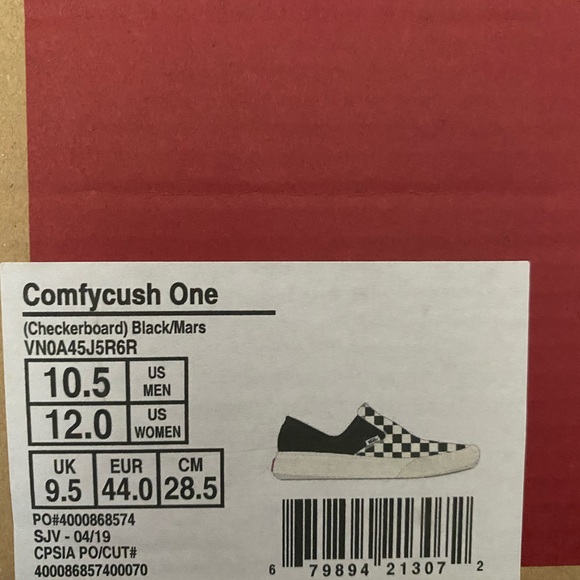 Comfycush One
(Checkerboard) Black/Mars
VN0A45J5R6R
10.5 US MEN
12.0 US WOMEN
UK EUR CM
9.5 44.0 28.5
PO#4000868574
SJV - 04/19
CPSIA PO/CUT#
400086857400070
6 79894 21307 2